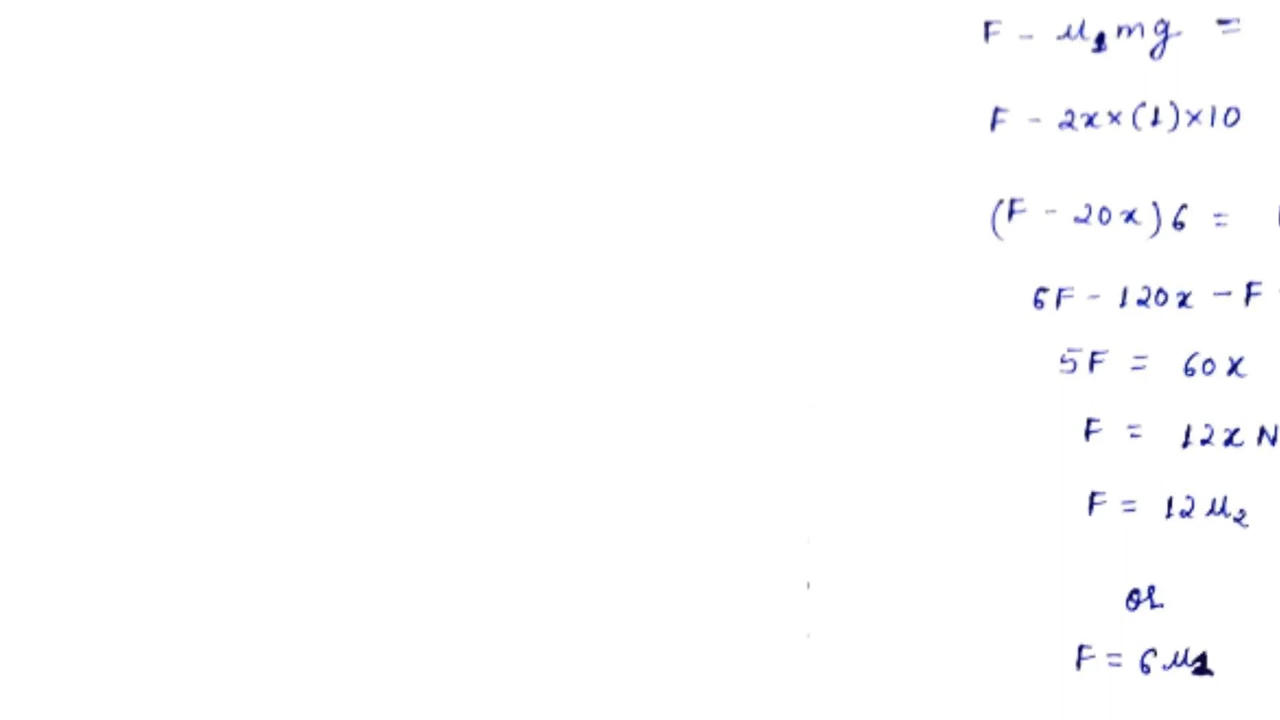 F - μ₁mg =
F - 2x×(1)×10
(F - 20x)6 =
6F - 120x - F
5F = 60x
F = 12x N
F = 12μ₂
or
F = 6μ₁